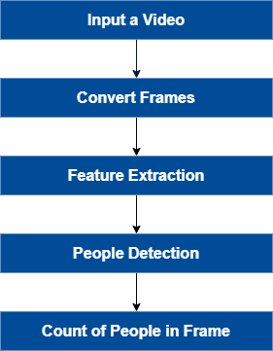 Input a Video
Convert Frames
Feature Extraction
People Detection
Count of People in Frame